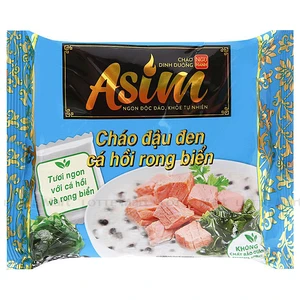 CHÁO
DINH DƯỠNG
Asim
NGON ĐỘC ĐÁO, KHỎE TỰ NHIÊN
Cháo đậu đen
cá hồi rong biển
Tươi ngon
với cá hồi
và rong biển
KHÔNG